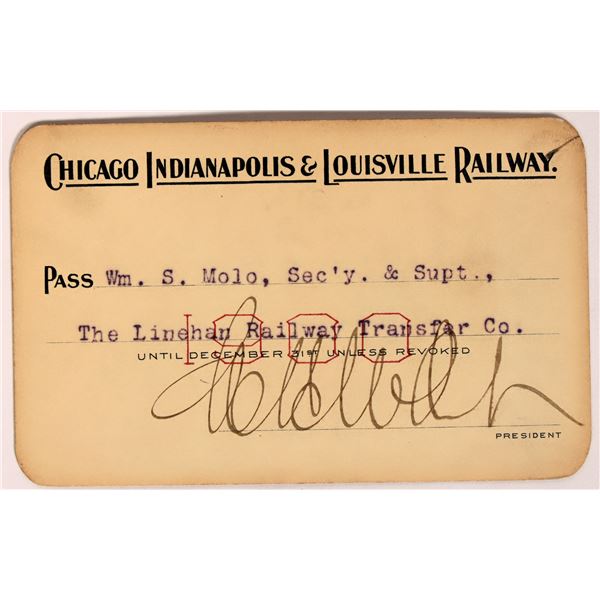 CHICAGO INDIANAPOLIS & LOUISVILLE RAILWAY.
PASS Wm. S. Molo, Sec'y. & Supt.,
The Linehan Railway Transfer Co.
1900
UNTIL DECEMBER 31ST UNLESS REVOKED
PRESIDENT